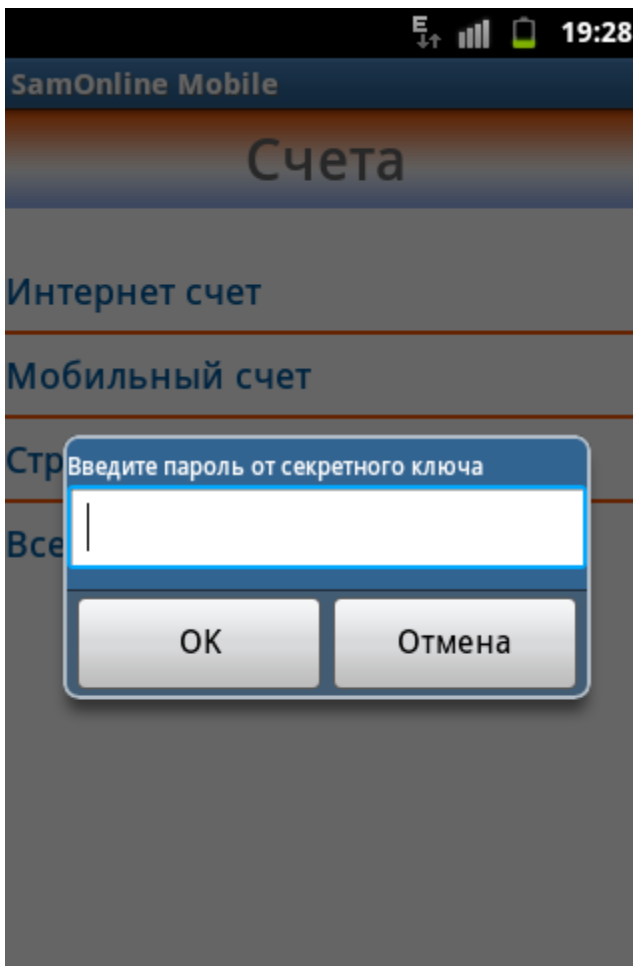 E 19:28
SamOnline Mobile
Счета
Интернет счет
Мобильный счет
Стр
Введите пароль от секретного ключа
Все
OK Отмена